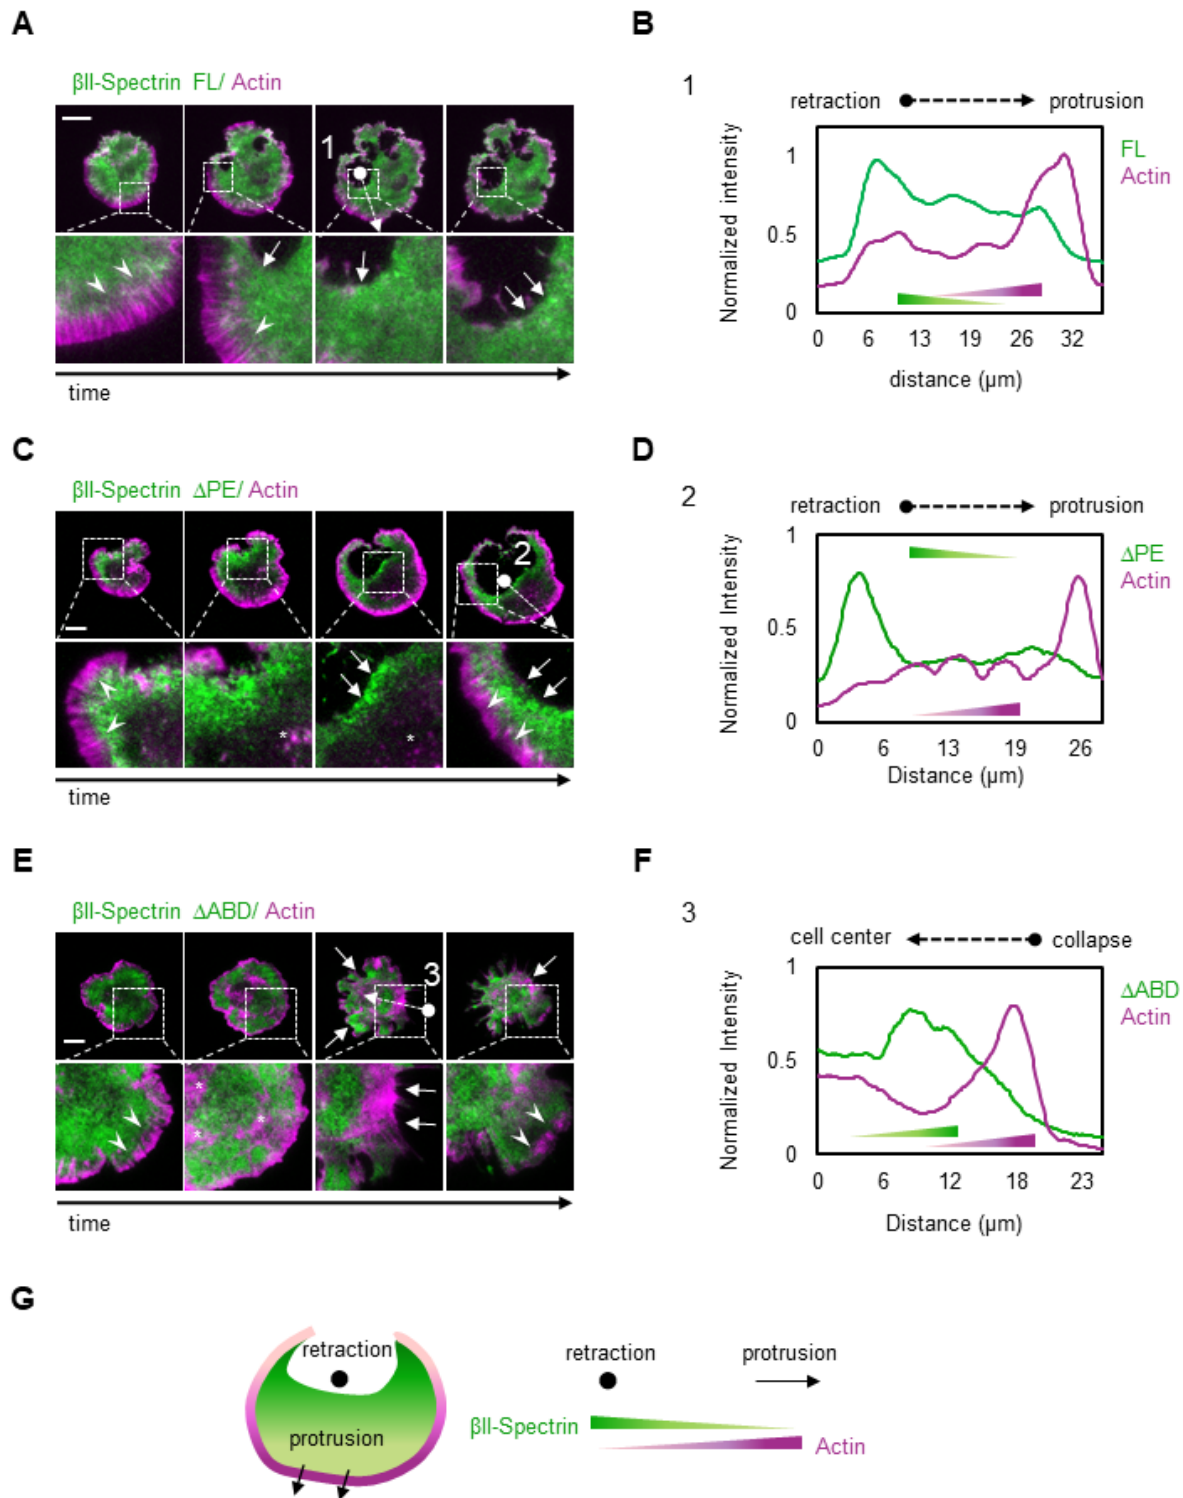 A
βII-Spectrin FL/ Actin
1
time
B
1
retraction protrusion
FL
Actin
Normalized intensity
1
0.5
0
0 6 13 19 26 32
distance (µm)
C
βII-Spectrin ΔPE/ Actin
2
*
*
time
D
2
retraction protrusion
ΔPE
Actin
Normalized Intensity
1
0.5
0
0 6 13 19 26
Distance (µm)
E
βII-Spectrin ΔABD/ Actin
3
*
*
*
time
F
3
cell center collapse
ΔABD
Actin
Normalized Intensity
1
0.5
0
0 6 12 18 23
Distance (µm)
G
retraction
protrusion
retraction protrusion
βII-Spectrin
Actin